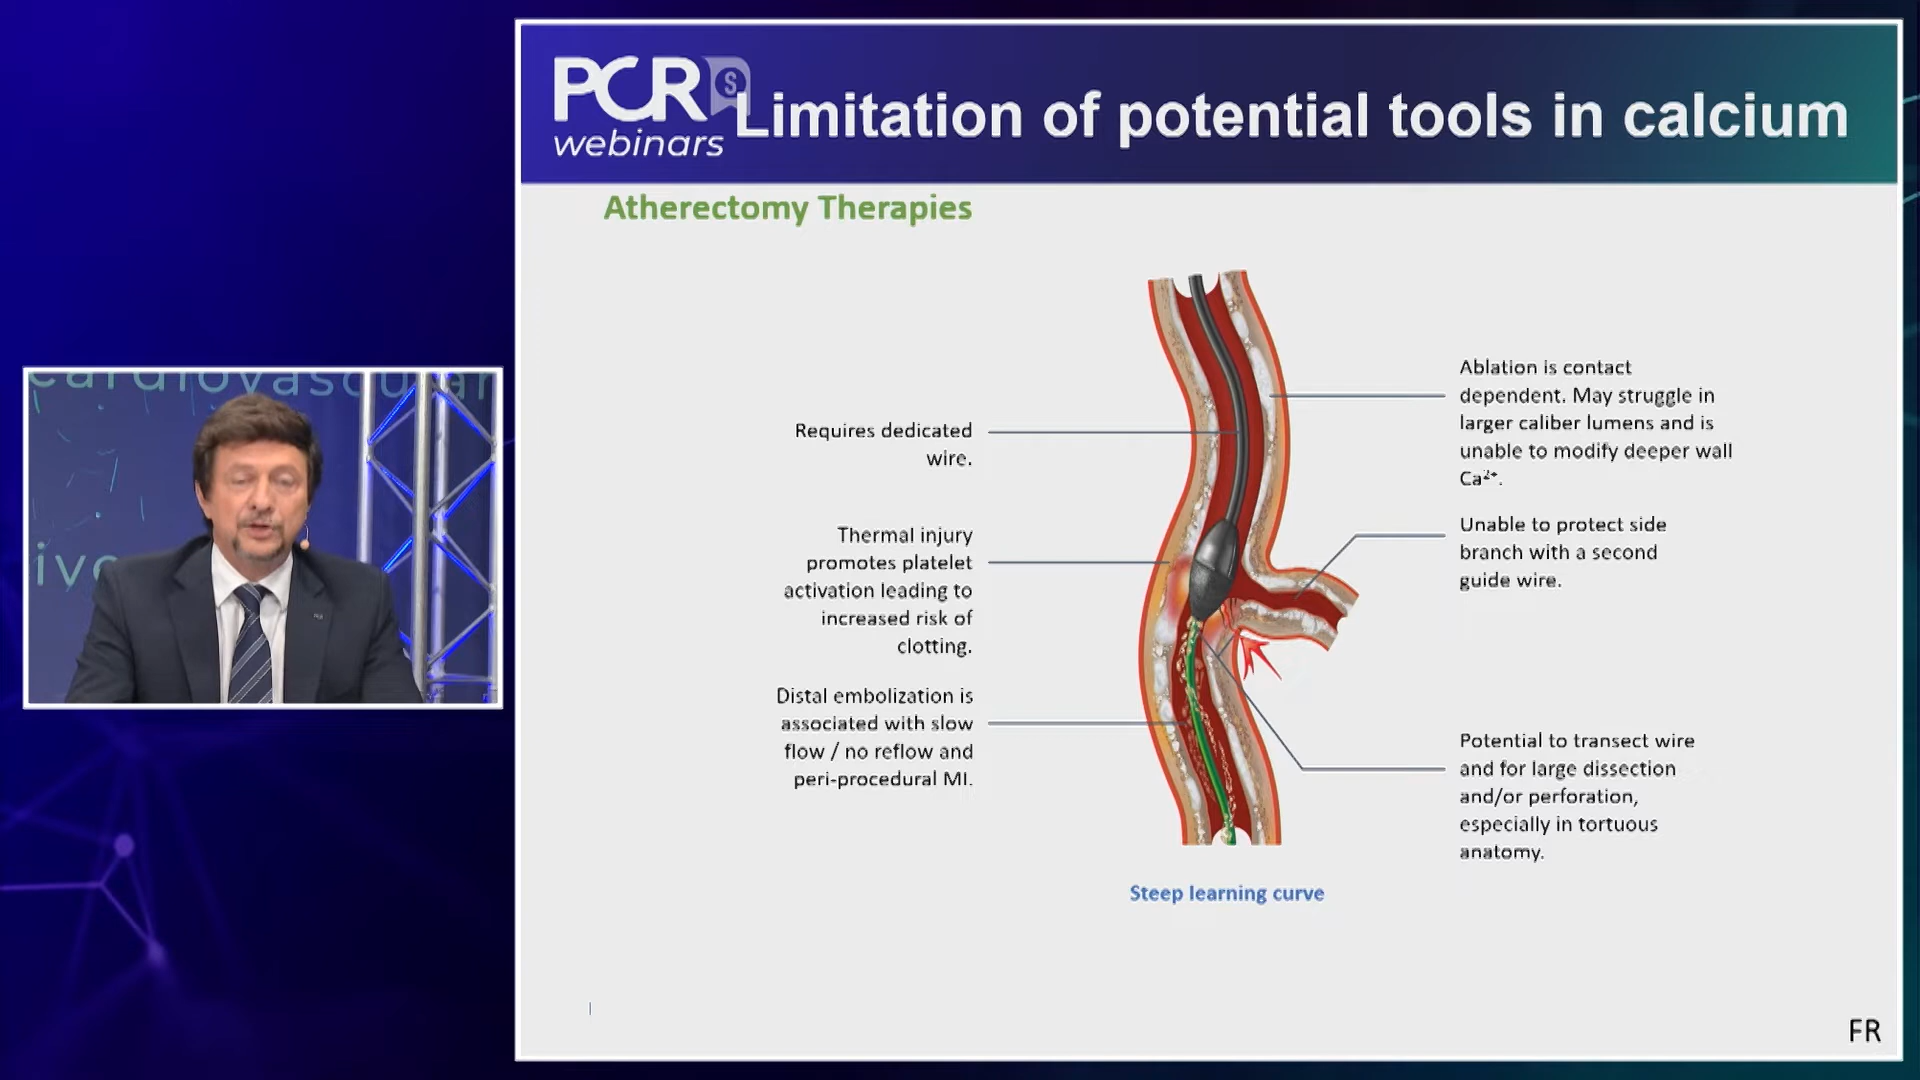 PCR
S
webinars
Limitation of potential tools in calcium
Atherectomy Therapies
Requires dedicated
wire.
Thermal injury
promotes platelet
activation leading to
increased risk of
clotting.
Distal embolization is
associated with slow
flow / no reflow and
peri-procedural MI.
Ablation is contact
dependent. May struggle in
larger caliber lumens and is
unable to modify deeper wall
Ca²⁺.
Unable to protect side
branch with a second
guide wire.
Potential to transect wire
and for large dissection
and/or perforation,
especially in tortuous
anatomy.
Steep learning curve
FR
cardiovascular
ive